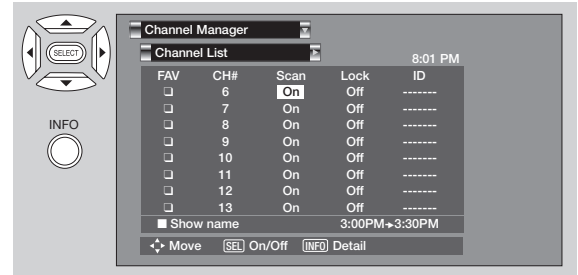 Channel Manager
Channel List
8:01 PM
FAV CH# Scan Lock ID
❏ 6 On Off -------
❏ 7 On Off -------
❏ 8 On Off -------
❏ 9 On Off -------
❏ 10 On Off -------
❏ 11 On Off -------
❏ 12 On Off -------
❏ 13 On Off -------
■ Show name 3:00PM➔3:30PM
Move SEL On/Off INFO Detail
SELECT
INFO